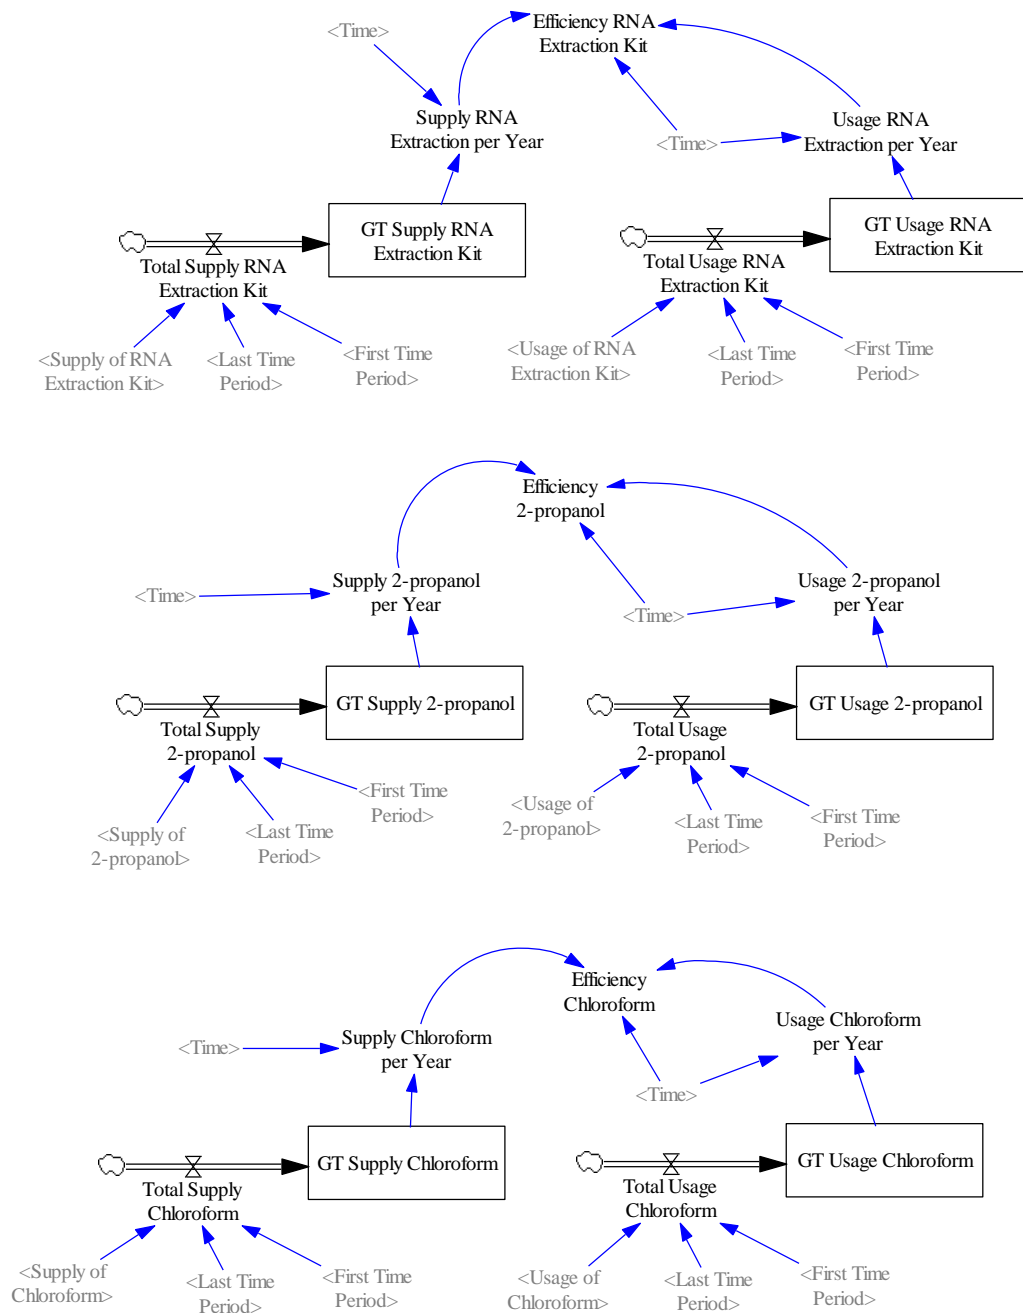 <Time>
Efficiency RNA
Extraction Kit
Supply RNA
Extraction per Year
<Time>
Usage RNA
Extraction per Year
GT Supply RNA
Extraction Kit
GT Usage RNA
Extraction Kit
Total Supply RNA
Extraction Kit
Total Usage RNA
Extraction Kit
<Supply of RNA
Extraction Kit>
<Last Time
Period>
<First Time
Period>
<Usage of RNA
Extraction Kit>
<Last Time
Period>
<First Time
Period>
Efficiency
2-propanol
<Time>
Supply 2-propanol
per Year
<Time>
Usage 2-propanol
per Year
GT Supply 2-propanol
GT Usage 2-propanol
Total Supply
2-propanol
Total Usage
2-propanol
<Supply of
2-propanol>
<Last Time
Period>
<First Time
Period>
<Usage of
2-propanol>
<Last Time
Period>
<First Time
Period>
Efficiency
Chloroform
<Time>
Supply Chloroform
per Year
<Time>
Usage Chloroform
per Year
GT Supply Chloroform
GT Usage Chloroform
Total Supply
Chloroform
Total Usage
Chloroform
<Supply of
Chloroform>
<Last Time
Period>
<First Time
Period>
<Usage of
Chloroform>
<Last Time
Period>
<First Time
Period>